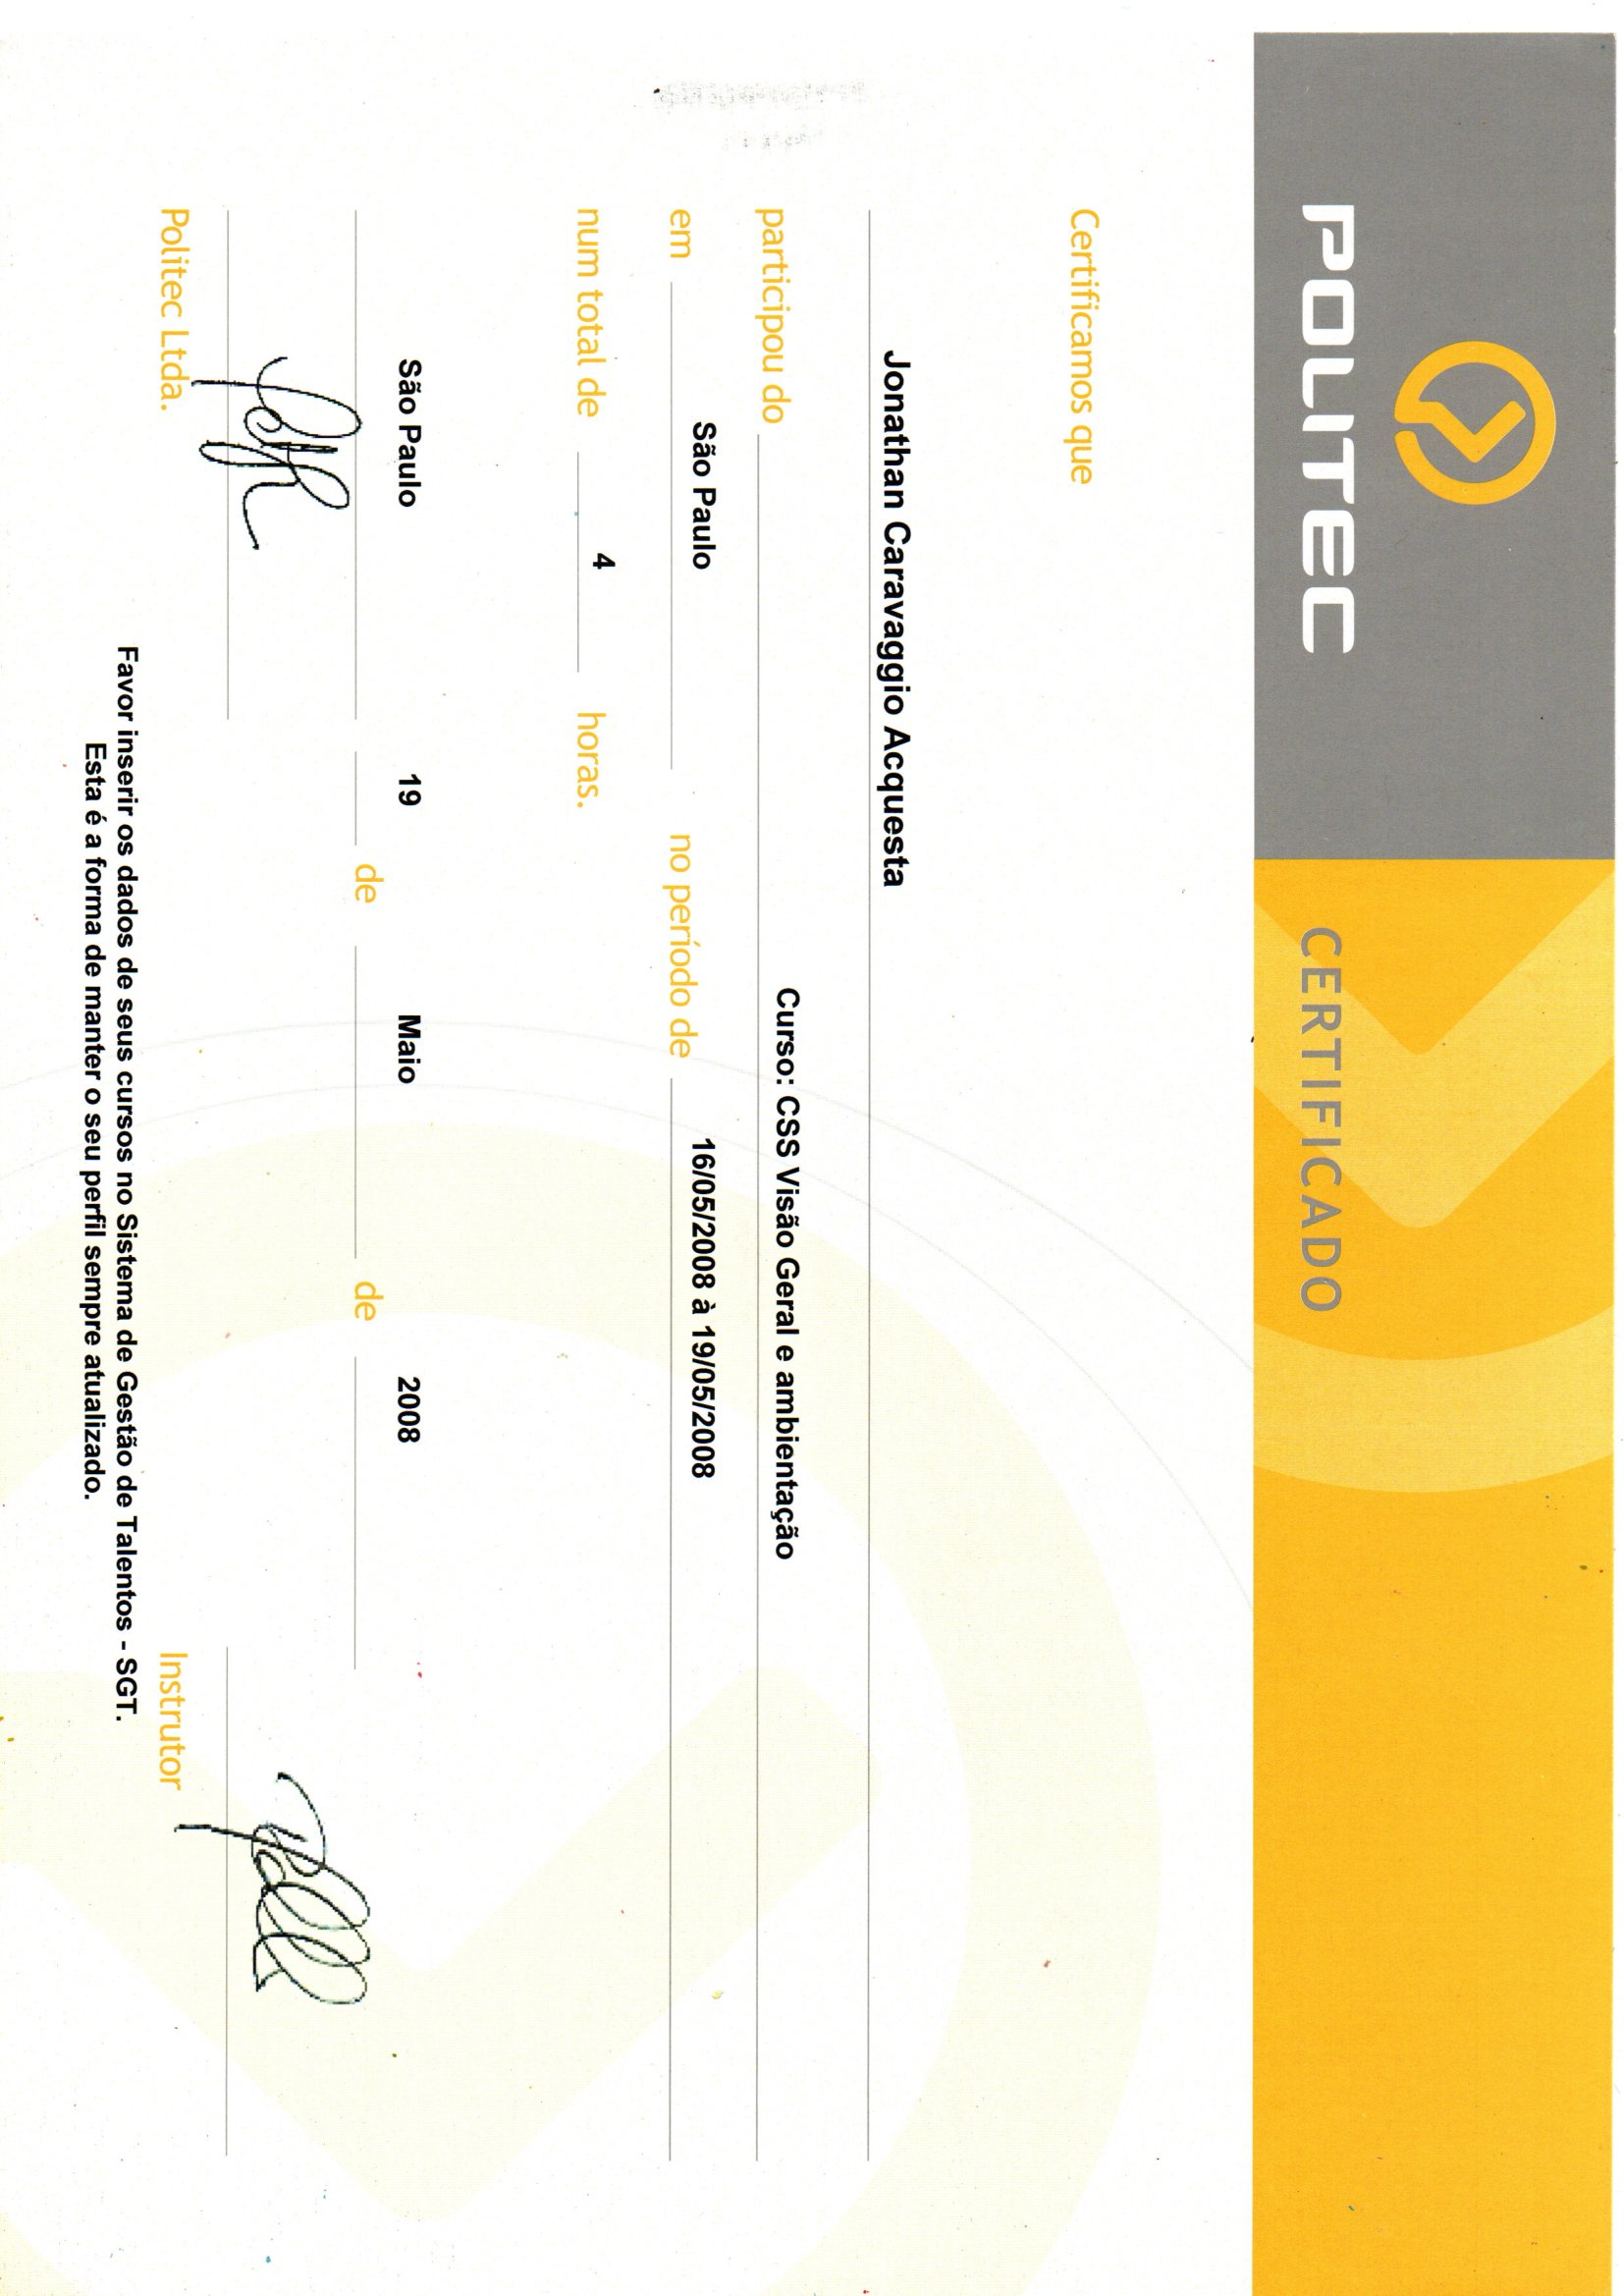 POLITEC
CERTIFICADO
Certificamos que
Jonathan Caravaggio Acquesta
participou do Curso: CSS Visão Geral e ambientação
em São Paulo no período de 16/05/2008 à 19/05/2008
num total de 4 horas.
São Paulo 19 de Maio de 2008
Politec Ltda. Instrutor
Favor inserir os dados de seus cursos no Sistema de Gestão de Talentos - SGT.
Esta é a forma de manter o seu perfil sempre atualizado.